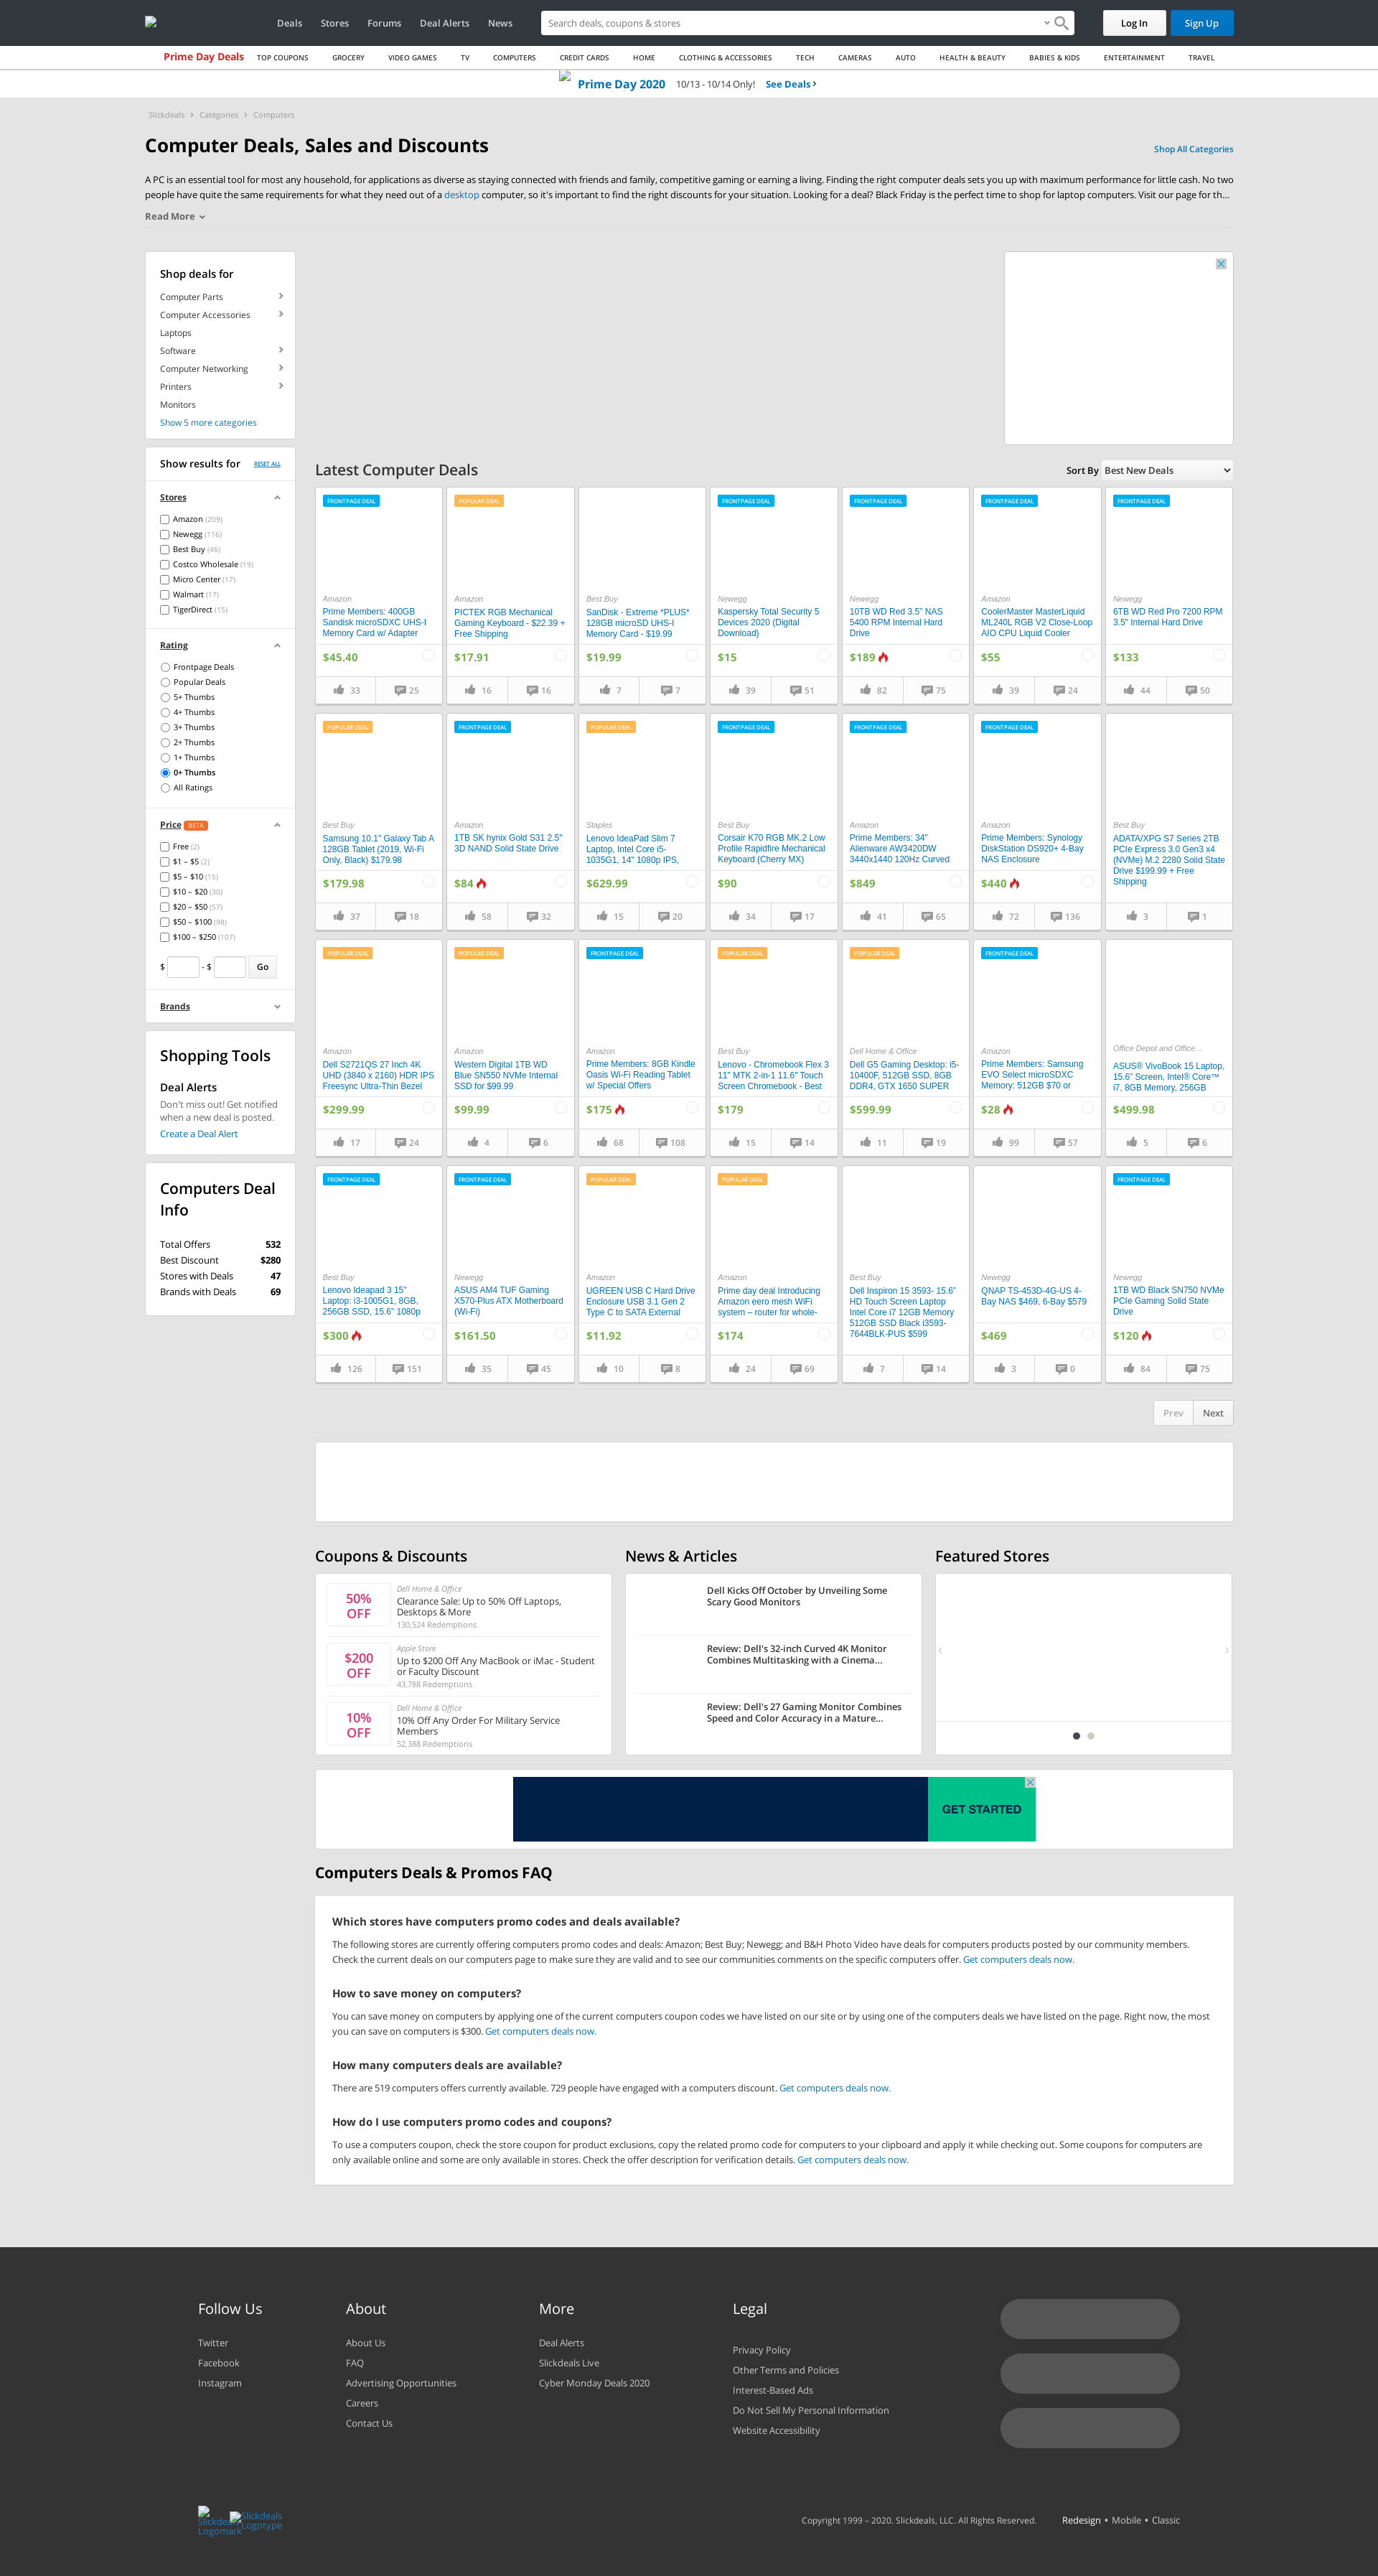 Deals Stores Forums Deal Alerts News
Search deals, coupons & stores
Log In
Sign Up
Prime Day Deals TOP COUPONS GROCERY VIDEO GAMES TV COMPUTERS CREDIT CARDS HOME CLOTHING & ACCESSORIES TECH CAMERAS AUTO HEALTH & BEAUTY BABIES & KIDS ENTERTAINMENT TRAVEL
Prime Day 2020 10/13 - 10/14 Only! See Deals
Slickdeals Categories Computers
Computer Deals, Sales and Discounts
Shop All Categories
A PC is an essential tool for most any household, for applications as diverse as staying connected with friends and family, competitive gaming or earning a living. Finding the right computer deals sets you up with maximum performance for little cash. No two
people have quite the same requirements for what they need out of a desktop computer, so it's important to find the right discounts for your situation. Looking for a deal? Black Friday is the perfect time to shop for laptop computers. Visit our page for th...
Read More
Shop deals for
Computer Parts
Computer Accessories
Laptops
Software
Computer Networking
Printers
Monitors
Show 5 more categories
Show results for RESET ALL
Stores
Amazon (209)
Newegg (116)
Best Buy (46)
Costco Wholesale (19)
Micro Center (17)
Walmart (17)
TigerDirect (15)
Rating
Frontpage Deals
Popular Deals
5+ Thumbs
4+ Thumbs
3+ Thumbs
2+ Thumbs
1+ Thumbs
0+ Thumbs
All Ratings
Price BETA
Free (2)
$1 – $5 (2)
$5 – $10 (15)
$10 – $20 (30)
$20 – $50 (57)
$50 – $100 (98)
$100 – $250 (107)
$ - $ Go
Brands
Shopping Tools
Deal Alerts
Don't miss out! Get notified
when a new deal is posted.
Create a Deal Alert
Computers Deal
Info
Total Offers 532
Best Discount $280
Stores with Deals 47
Brands with Deals 69
Latest Computer Deals
Sort By Best New Deals
FRONTPAGE DEAL
Amazon
Prime Members: 400GB
Sandisk microSDXC UHS-I
Memory Card w/ Adapter
$45.40
33 25
POPULAR DEAL
Amazon
PICTEK RGB Mechanical
Gaming Keyboard - $22.39 +
Free Shipping
$17.91
16 16
Best Buy
SanDisk - Extreme *PLUS*
128GB microSD UHS-I
Memory Card - $19.99
$19.99
7 7
FRONTPAGE DEAL
Newegg
Kaspersky Total Security 5
Devices 2020 (Digital
Download)
$15
39 51
FRONTPAGE DEAL
Newegg
10TB WD Red 3.5" NAS
5400 RPM Internal Hard
Drive
$189
82 75
FRONTPAGE DEAL
Amazon
CoolerMaster MasterLiquid
ML240L RGB V2 Close-Loop
AIO CPU Liquid Cooler
$55
39 24
FRONTPAGE DEAL
Newegg
6TB WD Red Pro 7200 RPM
3.5" Internal Hard Drive
$133
44 50
POPULAR DEAL
Best Buy
Samsung 10.1" Galaxy Tab A
128GB Tablet (2019, Wi-Fi
Only, Black) $179.98
$179.98
37 18
FRONTPAGE DEAL
Amazon
1TB SK hynix Gold S31 2.5"
3D NAND Solid State Drive
$84
58 32
POPULAR DEAL
Staples
Lenovo IdeaPad Slim 7
Laptop, Intel Core i5-
1035G1, 14" 1080p IPS,
$629.99
15 20
FRONTPAGE DEAL
Best Buy
Corsair K70 RGB MK.2 Low
Profile Rapidfire Mechanical
Keyboard (Cherry MX)
$90
34 17
FRONTPAGE DEAL
Amazon
Prime Members: 34"
Alienware AW3420DW
3440x1440 120Hz Curved
$849
41 65
FRONTPAGE DEAL
Amazon
Prime Members: Synology
DiskStation DS920+ 4-Bay
NAS Enclosure
$440
72 136
Best Buy
ADATA/XPG S7 Series 2TB
PCIe Express 3.0 Gen3 x4
(NVMe) M.2 2280 Solid State
Drive $199.99 + Free
Shipping
3 1
POPULAR DEAL
Amazon
Dell S2721QS 27 Inch 4K
UHD (3840 x 2160) HDR IPS
Freesync Ultra-Thin Bezel
$299.99
17 24
POPULAR DEAL
Amazon
Western Digital 1TB WD
Blue SN550 NVMe Internal
SSD for $99.99
$99.99
4 6
FRONTPAGE DEAL
Amazon
Prime Members: 8GB Kindle
Oasis Wi-Fi Reading Tablet
w/ Special Offers
$175
68 108
POPULAR DEAL
Best Buy
Lenovo - Chromebook Flex 3
11" MTK 2-in-1 11.6" Touch
Screen Chromebook - Best
$179
15 14
POPULAR DEAL
Dell Home & Office
Dell G5 Gaming Desktop: i5-
10400F, 512GB SSD, 8GB
DDR4, GTX 1650 SUPER
$599.99
11 19
FRONTPAGE DEAL
Amazon
Prime Members: Samsung
EVO Select microSDXC
Memory: 512GB $70 or
$28
99 57
Office Depot and Office...
ASUS® VivoBook 15 Laptop,
15.6" Screen, Intel® Core™
i7, 8GB Memory, 256GB
$499.98
5 6
FRONTPAGE DEAL
Best Buy
Lenovo Ideapad 3 15"
Laptop: i3-1005G1, 8GB,
256GB SSD, 15.6" 1080p
$300
126 151
FRONTPAGE DEAL
Newegg
ASUS AM4 TUF Gaming
X570-Plus ATX Motherboard
(Wi-Fi)
$161.50
35 45
POPULAR DEAL
Amazon
UGREEN USB C Hard Drive
Enclosure USB 3.1 Gen 2
Type C to SATA External
$11.92
10 8
POPULAR DEAL
Amazon
Prime day deal Introducing
Amazon eero mesh WiFi
system – router for whole-
$174
24 69
Best Buy
Dell Inspiron 15 3593- 15.6"
HD Touch Screen Laptop
Intel Core i7 12GB Memory
512GB SSD Black i3593-
7644BLK-PUS $599
7 14
Newegg
QNAP TS-453D-4G-US 4-
Bay NAS $469, 6-Bay $579
$469
3 0
FRONTPAGE DEAL
Newegg
1TB WD Black SN750 NVMe
PCIe Gaming Solid State
Drive
$120
84 75
Prev Next
Coupons & Discounts
50%
OFF
Dell Home & Office
Clearance Sale: Up to 50% Off Laptops,
Desktops & More
130,524 Redemptions
$200
OFF
Apple Store
Up to $200 Off Any MacBook or iMac - Student
or Faculty Discount
43,788 Redemptions
10%
OFF
Dell Home & Office
10% Off Any Order For Military Service
Members
52,388 Redemptions
News & Articles
Dell Kicks Off October by Unveiling Some
Scary Good Monitors
Review: Dell's 32-inch Curved 4K Monitor
Combines Multitasking with a Cinema...
Review: Dell's 27 Gaming Monitor Combines
Speed and Color Accuracy in a Mature...
Featured Stores
GET STARTED
Computers Deals & Promos FAQ
Which stores have computers promo codes and deals available?
The following stores are currently offering computers promo codes and deals: Amazon; Best Buy; Newegg; and B&H Photo Video have deals for computers products posted by our community members.
Check the current deals on our computers page to make sure they are valid and to see our communities comments on the specific computers offer. Get computers deals now.
How to save money on computers?
You can save money on computers by applying one of the current computers coupon codes we have listed on our site or by using one of the computers deals we have listed on the page. Right now, the most
you can save on computers is $300. Get computers deals now.
How many computers deals are available?
There are 519 computers offers currently available. 729 people have engaged with a computers discount. Get computers deals now.
How do I use computers promo codes and coupons?
To use a computers coupon, check the store coupon for product exclusions, copy the related promo code for computers to your clipboard and apply it while checking out. Some coupons for computers are
only available online and some are only available in stores. Check the offer description for verification details. Get computers deals now.
Follow Us
Twitter
Facebook
Instagram
About
About Us
FAQ
Advertising Opportunities
Careers
Contact Us
More
Deal Alerts
Slickdeals Live
Cyber Monday Deals 2020
Legal
Privacy Policy
Other Terms and Policies
Interest-Based Ads
Do Not Sell My Personal Information
Website Accessibility
Slickdeals
Logomark
Slickdeals
Logotype
Copyright 1999 – 2020. Slickdeals, LLC. All Rights Reserved.
Redesign • Mobile • Classic